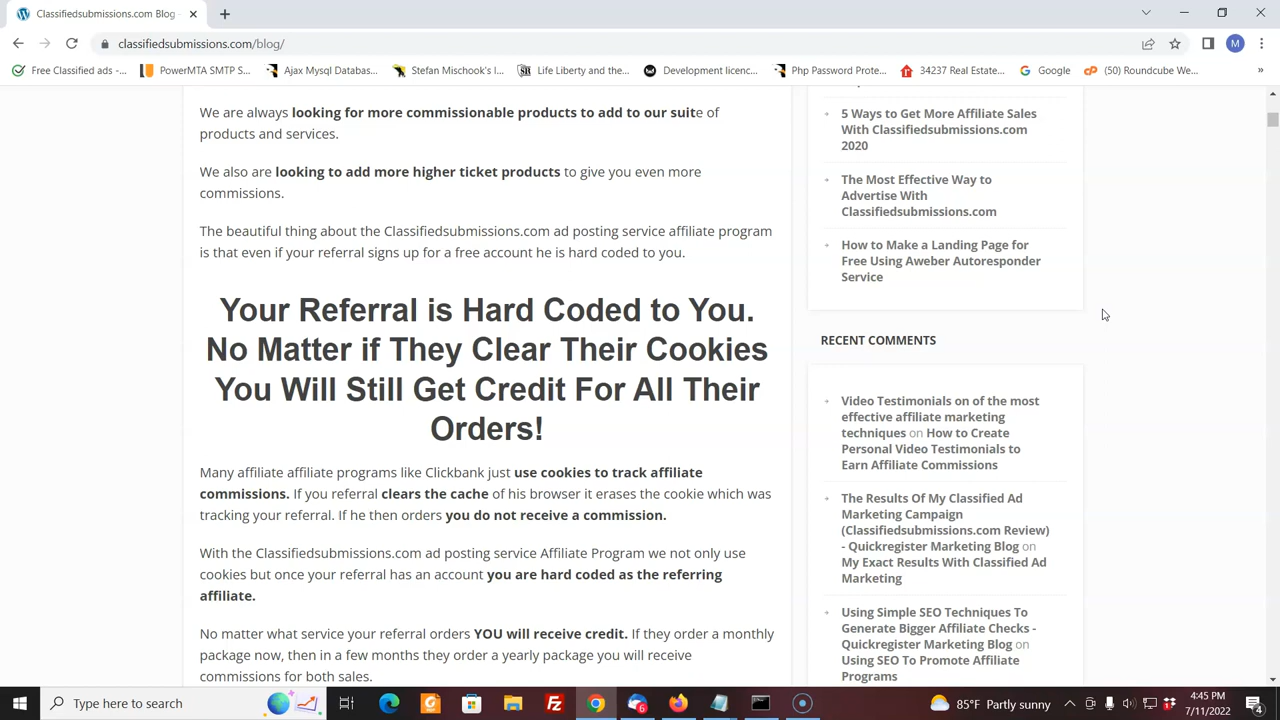 Classifiedsubmissions.com Blog -
classifiedsubmissions.com/blog/
M
Free Classified ads -...
PowerMTA SMTP S...
Ajax Mysql Databas...
Stefan Mischook's I...
Life Liberty and the...
Development licenc...
Php Password Prote...
34237 Real Estate...
Google
(50) Roundcube We...
»
We are always looking for more commissionable products to add to our suite of
products and services.
We also are looking to add more higher ticket products to give you even more
commissions.
The beautiful thing about the Classifiedsubmissions.com ad posting service affiliate program
is that even if your referral signs up for a free account he is hard coded to you.
Your Referral is Hard Coded to You.
No Matter if They Clear Their Cookies
You Will Still Get Credit For All Their
Orders!
Many affiliate affiliate programs like Clickbank just use cookies to track affiliate
commissions. If you referral clears the cache of his browser it erases the cookie which was
tracking your referral. If he then orders you do not receive a commission.
With the Classifiedsubmissions.com ad posting service Affiliate Program we not only use
cookies but once your referral has an account you are hard coded as the referring
affiliate.
No matter what service your referral orders YOU will receive credit. If they order a monthly
package now, then in a few months they order a yearly package you will receive
commissions for both sales.
5 Ways to Get More Affiliate Sales
With Classifiedsubmissions.com
2020
The Most Effective Way to
Advertise With
Classifiedsubmissions.com
How to Make a Landing Page for
Free Using Aweber Autoresponder
Service
RECENT COMMENTS
Video Testimonials on of the most
effective affiliate marketing
techniques on How to Create
Personal Video Testimonials to
Earn Affiliate Commissions
The Results Of My Classified Ad
Marketing Campaign
(Classifiedsubmissions.com Review)
- Quickregister Marketing Blog on
My Exact Results With Classified Ad
Marketing
Using Simple SEO Techniques To
Generate Bigger Affiliate Checks -
Quickregister Marketing Blog on
Using SEO To Promote Affiliate
Programs
Type here to search
6
85°F Partly sunny
4:45 PM
7/11/2022
4